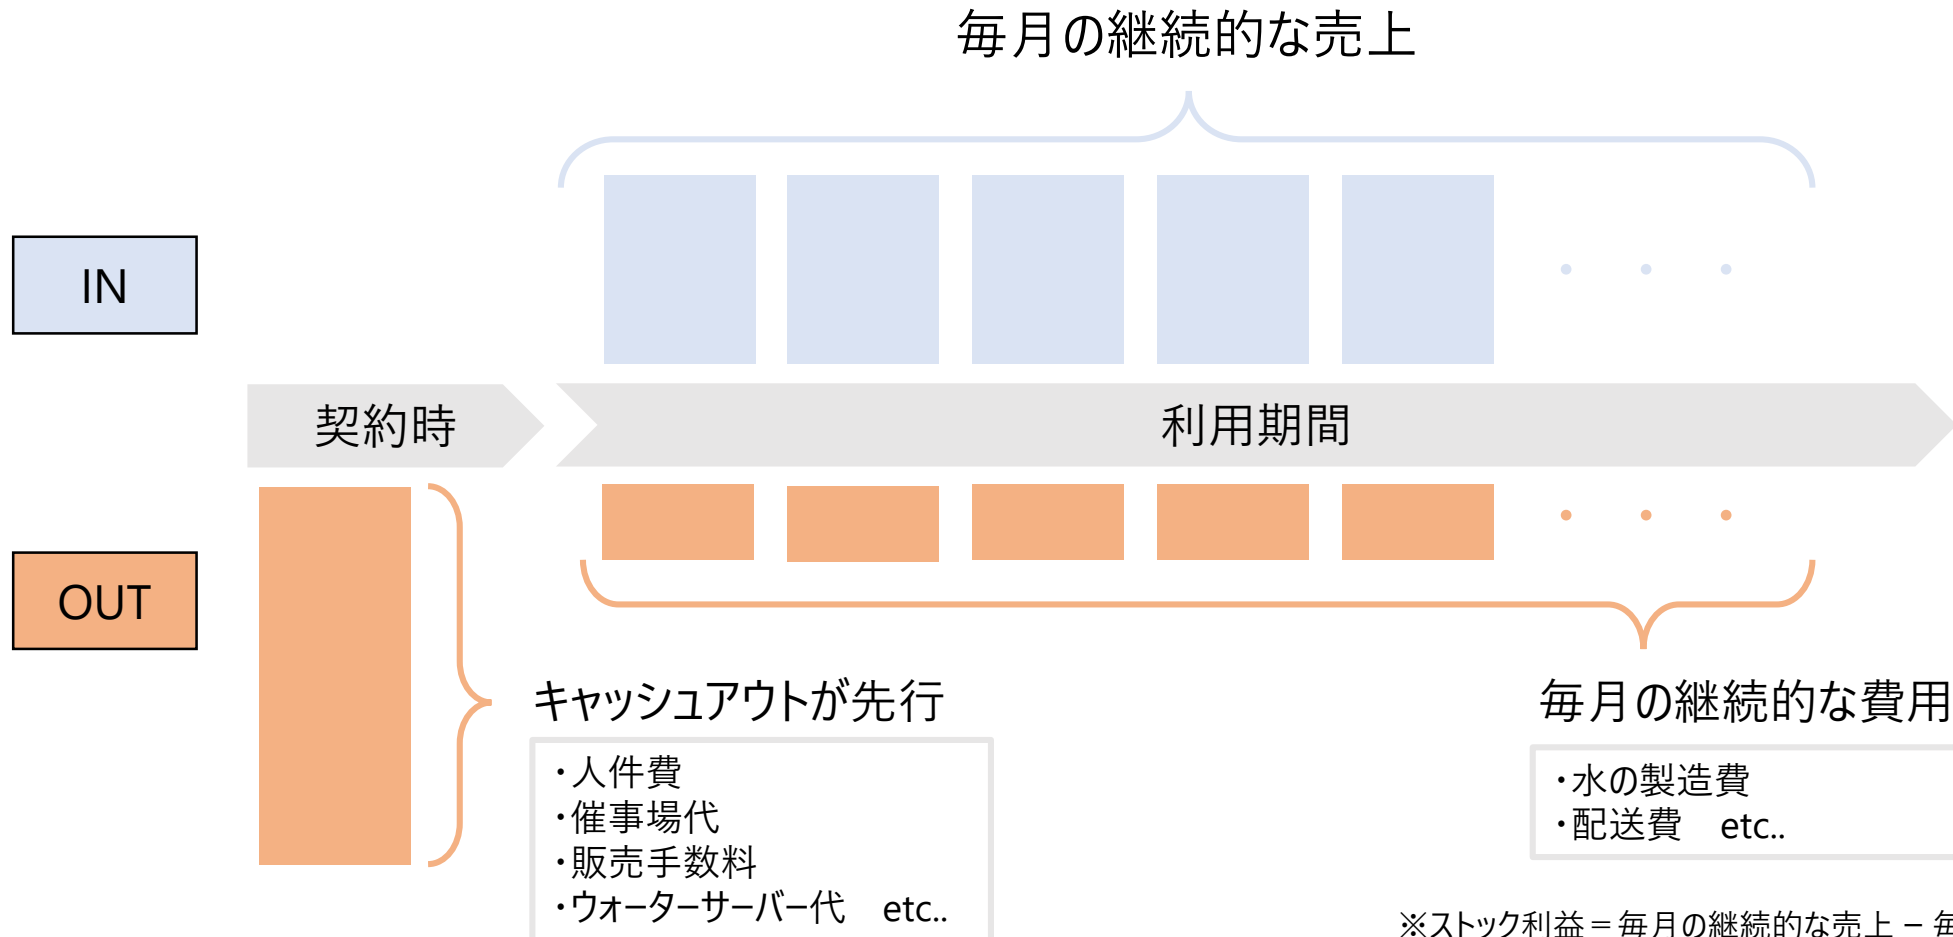 毎月の継続的な売上
IN
契約時
利用期間
OUT
キャッシュアウトが先行
・人件費
・催事場代
・販売手数料
・ウォーターサーバー代　etc..
毎月の継続的な費用
・水の製造費
・配送費　etc..
※ストック利益＝毎月の継続的な売上 － 毎